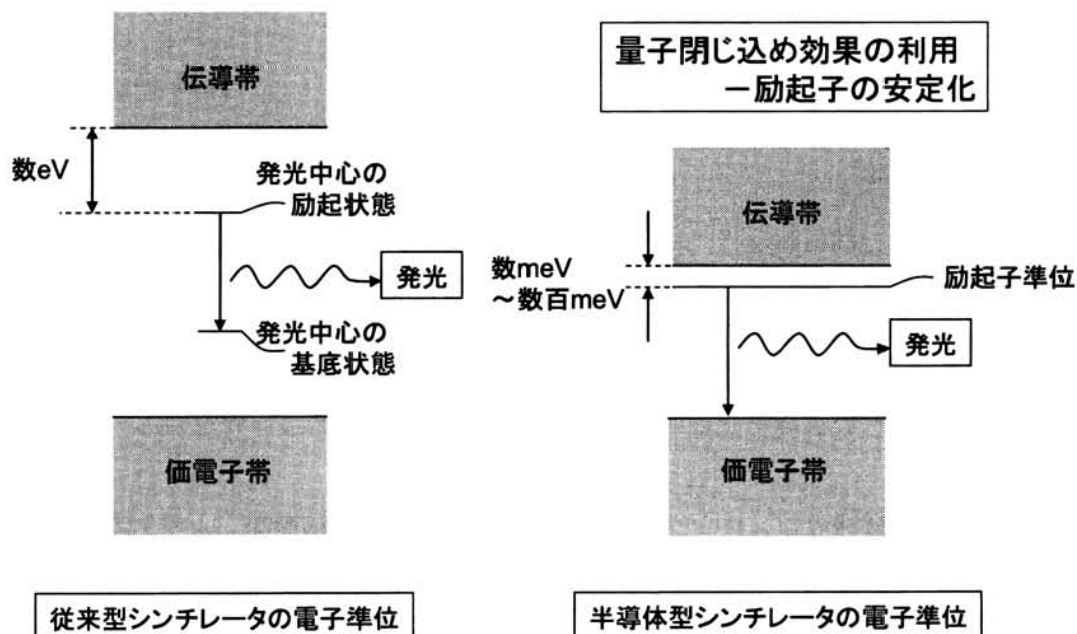 伝導帯
数eV
発光中心の
励起状態
発光
発光中心の
基底状態
価電子帯
従来型シンチレータの電子準位
量子閉じ込め効果の利用
－励起子の安定化
伝導帯
数meV
～数百meV
励起子準位
発光
価電子帯
半導体型シンチレータの電子準位